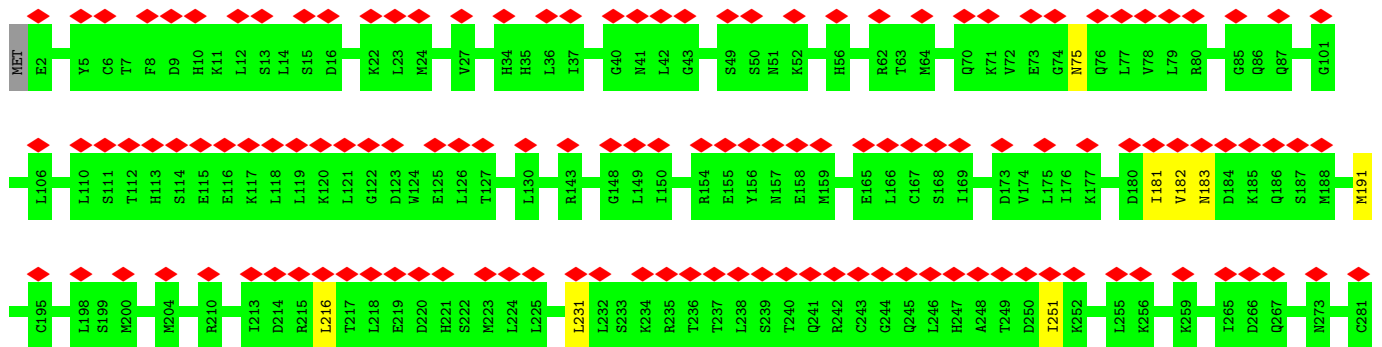 MET E2 Y5 C6 T7 F8 D9 H10 K11 L12 S13 L14 S15 D16 K22 L23 M24 V27 H34 H35 L36 I37 G40 N41 L42 G43 S49 S50 N51 K52 H56 R62 T63 M64 Q70 K71 V72 E73 G74 N75 Q76 L77 V78 L79 R80 G85 Q86 Q87 G101
L106 L110 S111 T112 H113 S114 E115 E116 K117 L118 L119 K120 L121 G122 D123 W124 E125 L126 T127 L130 R143 G148 L149 I150 R154 E155 Y156 N157 E158 M159 E165 L166 C167 S168 I169 D173 V174 L175 I176 K177 D180 I181 V182 N183 D184 K185 Q186 S187 M188 M191
C195 L198 S199 M200 M204 R210 I213 D214 R215 L216 T217 L218 E219 D220 H221 S222 M223 L224 L225 L231 L232 S233 K234 R235 T236 T237 L238 S239 T240 Q241 R242 C243 G244 Q245 L246 H247 A248 T249 D250 I251 K252 L255 K256 K259 I265 D266 Q267 N273 C281